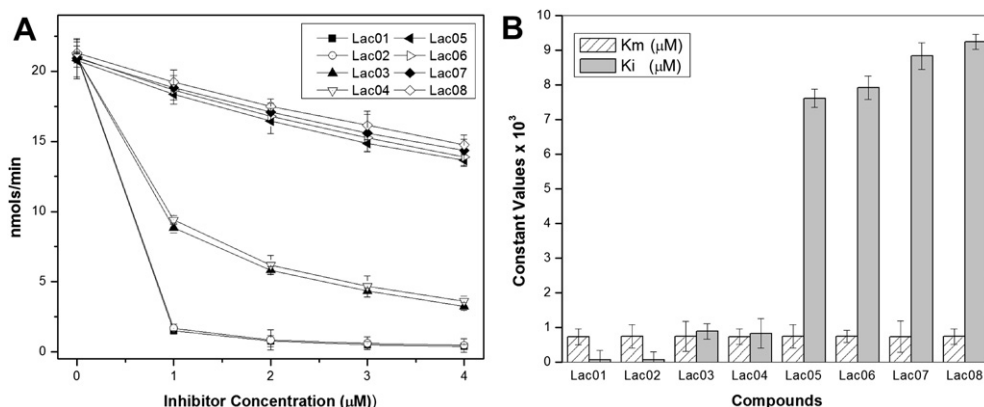 A
nmols/min
20
15
10
5
0
0 1 2 3 4
Inhibitor Concentration (μM))
Lac01 Lac05
Lac02 Lac06
Lac03 Lac07
Lac04 Lac08
B
Constant Values x 10³
10
9
8
7
6
5
4
3
2
1
0
Km (μM)
Ki (μM)
Lac01 Lac02 Lac03 Lac04 Lac05 Lac06 Lac07 Lac08
Compounds